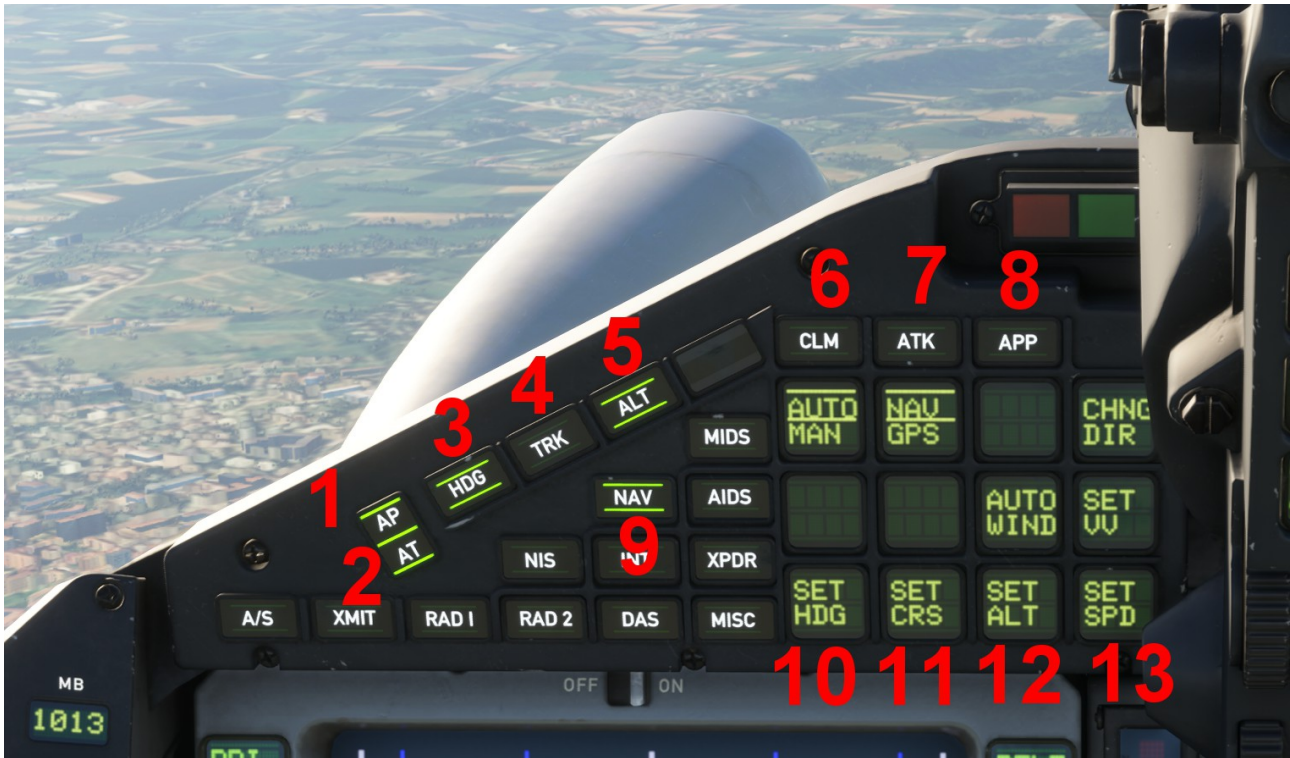 6 7 8
CLM ATK APP
5
4 ALT
3 TRK
HDG
1 AP
2 AT
MIDS
NAV AIDS
9
NIS INT XPDR
A/S XMIT RAD 1 RAD 2 DAS MISC
AUTO
MAN
NAV
GPS
CHNG
DIR
AUTO
WIND
SET
VV
SET
HDG
SET
CRS
SET
ALT
SET
SPD
10 11 12 13
OFF ON
MB
1013